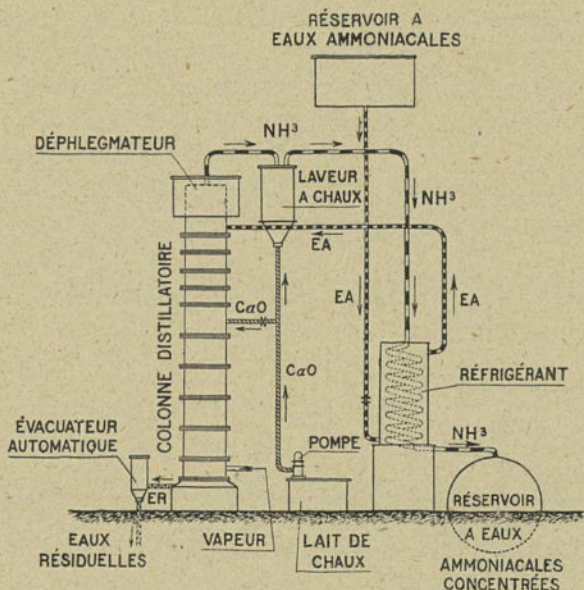 RÉSERVOIR A
EAUX AMMONIACALES
DÉPHLEGMATEUR
NH³
LAVEUR
A CHAUX
NH³
EA
EA
EA
COLONNE DISTILLATOIRE
CaO
CaO
RÉFRIGÉRANT
ÉVACUATEUR
AUTOMATIQUE
POMPE
NH³
ER
RÉSERVOIR
A EAUX
AMMONIACALES
CONCENTRÉES
EAUX
RÉSIDUELLES
VAPEUR
LAIT DE
CHAUX